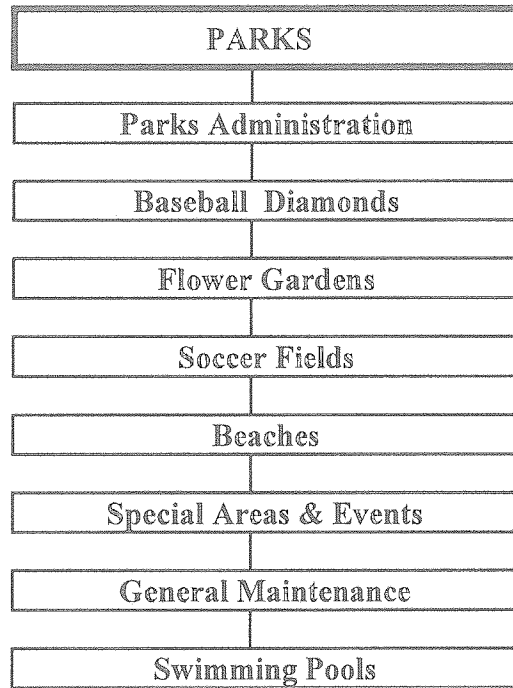 PARKS
Parks Administration
Baseball Diamonds
Flower Gardens
Soccer Fields
Beaches
Special Areas & Events
General Maintenance
Swimming Pools